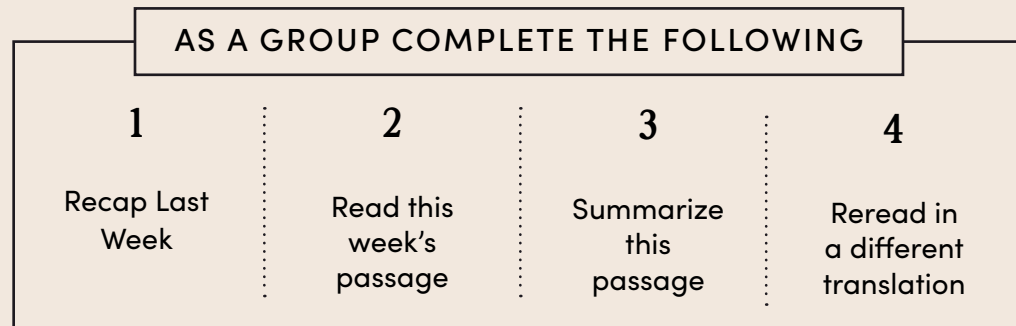 AS A GROUP COMPLETE THE FOLLOWING
1
Recap Last
Week
2
Read this
week's
passage
3
Summarize
this
passage
4
Reread in
a different
translation